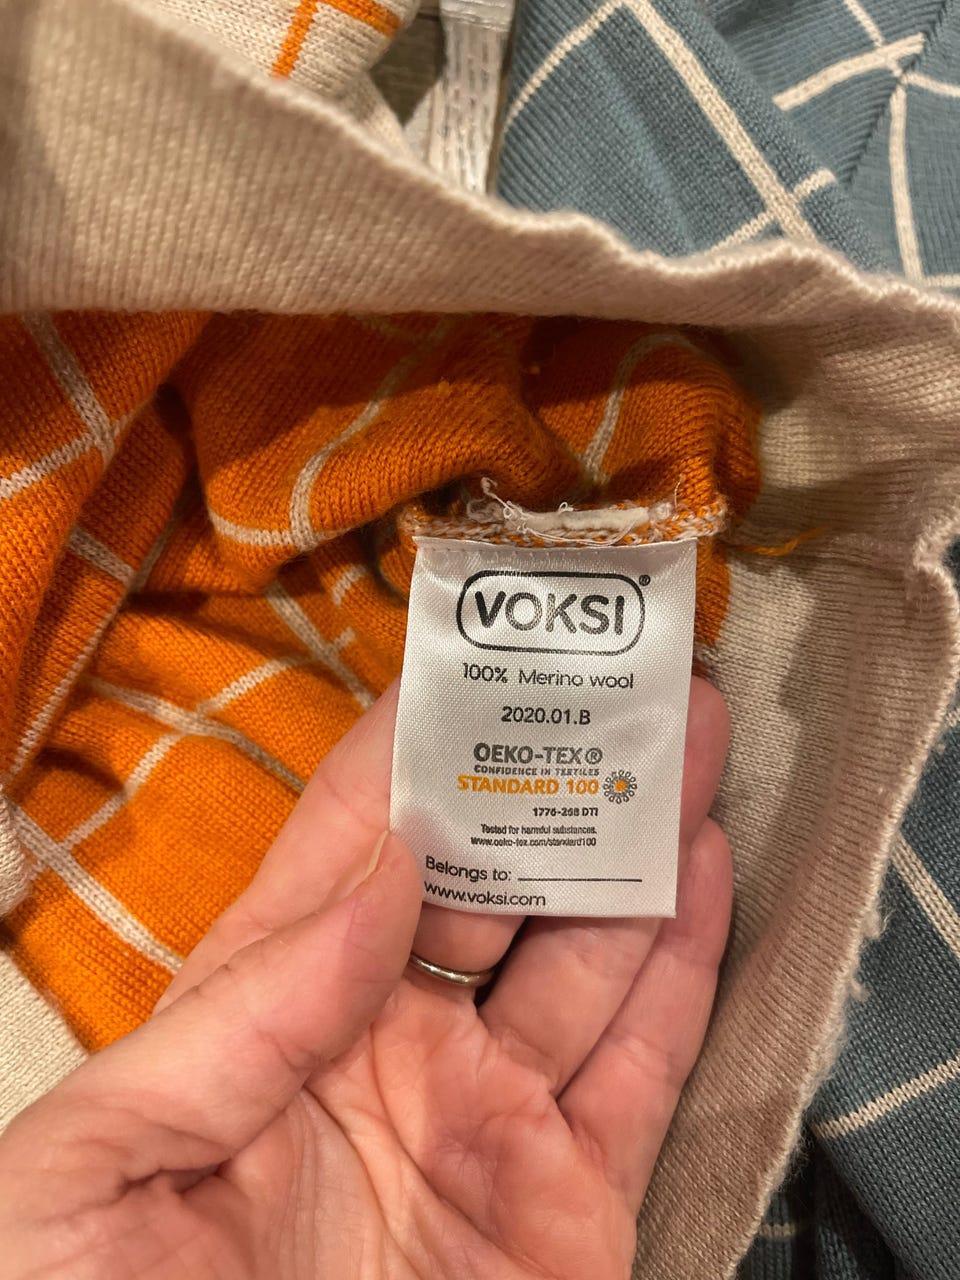 VOKSI®
100% Merino wool
2020.01.B
OEKO-TEX®
CONFIDENCE IN TEXTILES
STANDARD 100
1776-268 DTI
Tested for harmful substances.
www.oeko-tex.com/standard100
Belongs to:
www.voksi.com